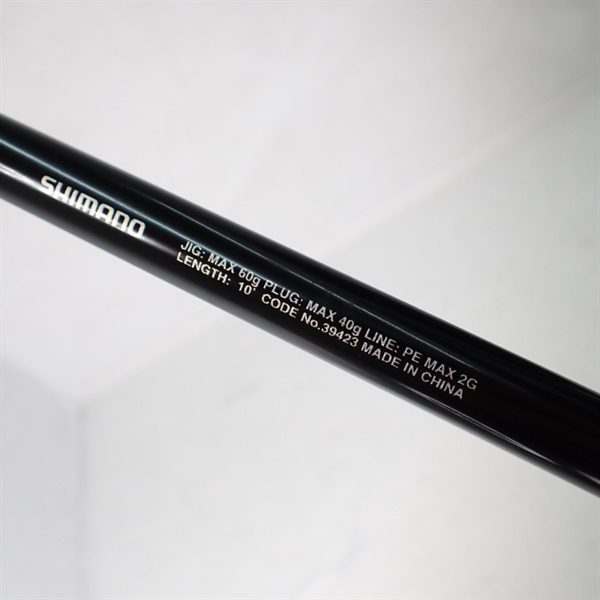 SHIMANO
JIG: MAX 60g PLUG: MAX 40g LINE: PE MAX 2G
LENGTH: 10' CODE No.39423 MADE IN CHINA